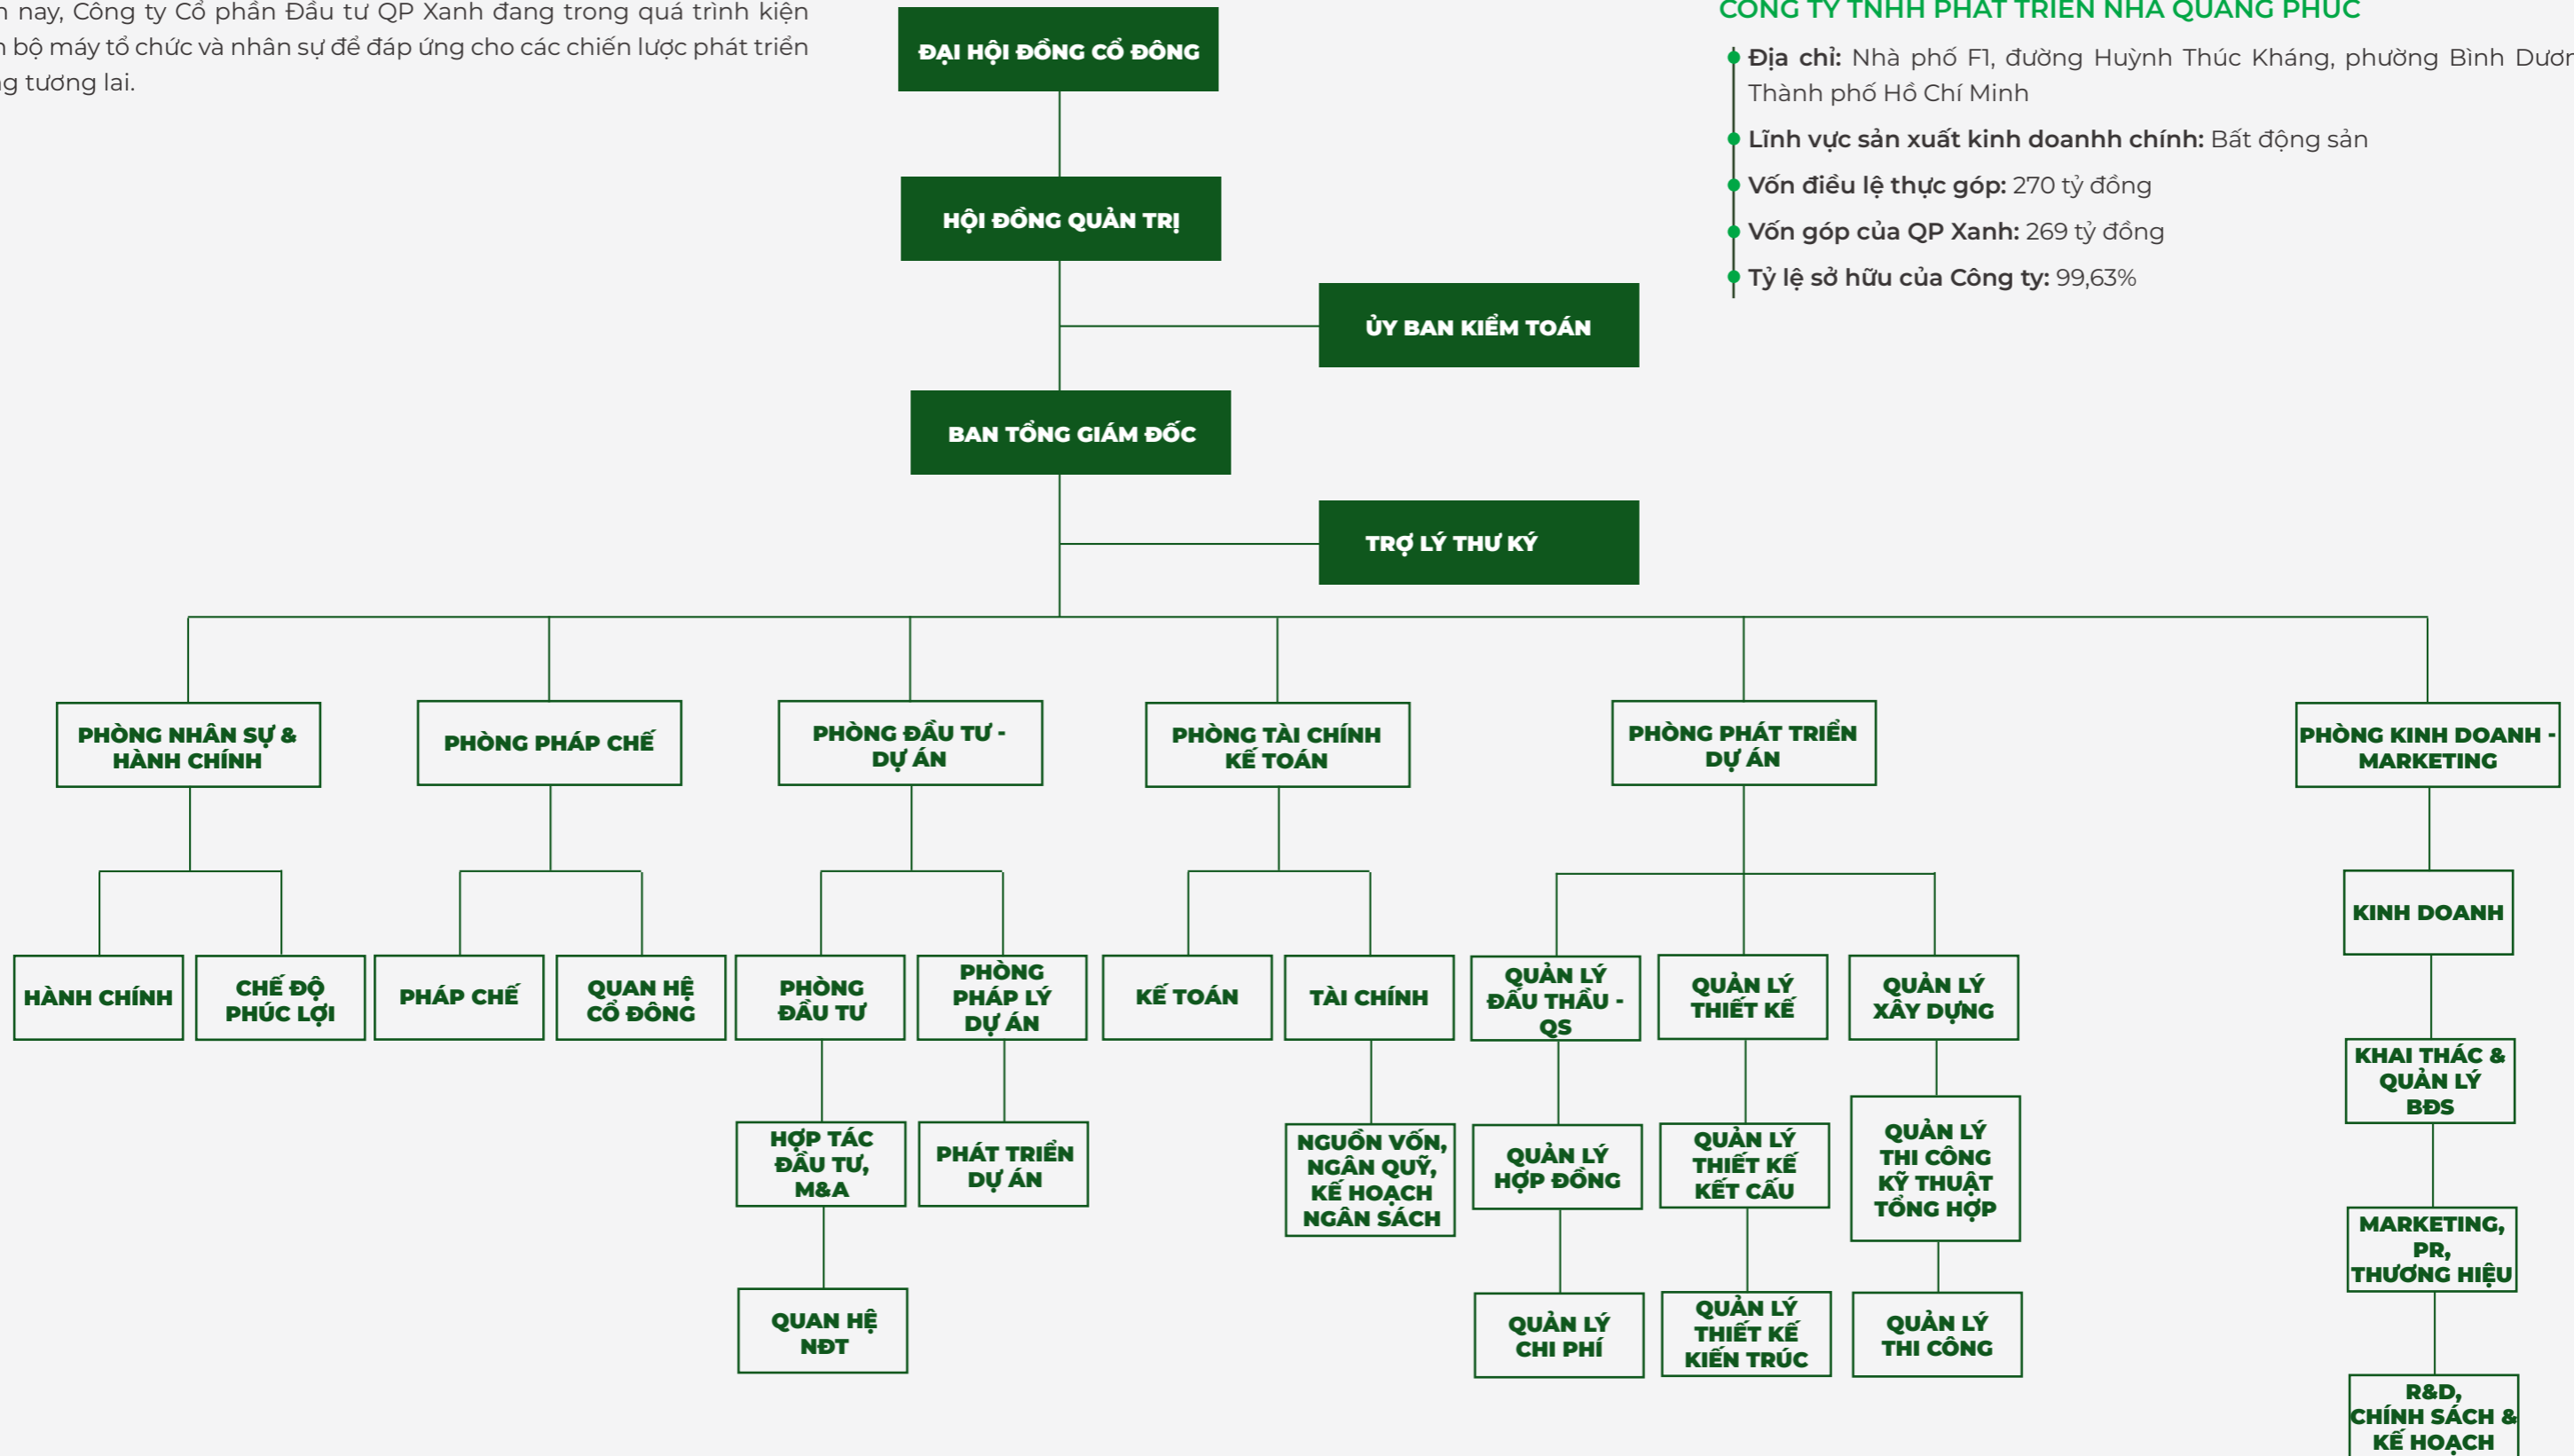 nay, Công ty Cổ phần Đầu tư QP Xanh đang trong quá trình kiện
bộ máy tổ chức và nhân sự để đáp ứng cho các chiến lược phát triển
tương lai.
CÔNG TY TNHH PHÁT TRIỂN NHÀ QUANG PHÚC
Địa chỉ: Nhà phố F1, đường Huỳnh Thúc Kháng, phường Bình Dươn
Thành phố Hồ Chí Minh
Lĩnh vực sản xuất kinh doanhh chính: Bất động sản
Vốn điều lệ thực góp: 270 tỷ đồng
Vốn góp của QP Xanh: 269 tỷ đồng
Tỷ lệ sở hữu của Công ty: 99,63%
ĐẠI HỘI ĐỒNG CỔ ĐÔNG
HỘI ĐỒNG QUẢN TRỊ
ỦY BAN KIỂM TOÁN
BAN TỔNG GIÁM ĐỐC
TRỢ LÝ THƯ KÝ
PHÒNG NHÂN SỰ &
HÀNH CHÍNH
PHÒNG PHÁP CHẾ
PHÒNG ĐẦU TƯ -
DỰ ÁN
PHÒNG TÀI CHÍNH
KẾ TOÁN
PHÒNG PHÁT TRIỂN
DỰ ÁN
PHÒNG KINH DOANH -
MARKETING
KINH DOANH
HÀNH CHÍNH
CHẾ ĐỘ
PHÚC LỢI
PHÁP CHẾ
QUAN HỆ
CỔ ĐÔNG
PHÒNG
ĐẦU TƯ
PHÒNG
PHÁP LÝ
DỰ ÁN
KẾ TOÁN
TÀI CHÍNH
QUẢN LÝ
ĐẤU THẦU -
QS
QUẢN LÝ
THIẾT KẾ
QUẢN LÝ
XÂY DỰNG
KHAI THÁC &
QUẢN LÝ
BĐS
HỢP TÁC
ĐẦU TƯ,
M&A
PHÁT TRIỂN
DỰ ÁN
NGUỒN VỐN,
NGÂN QUỸ,
KẾ HOẠCH
NGÂN SÁCH
QUẢN LÝ
HỢP ĐỒNG
QUẢN LÝ
THIẾT KẾ
KẾT CẤU
QUẢN LÝ
THI CÔNG
KỸ THUẬT
TỔNG HỢP
MARKETING,
PR,
THƯƠNG HIỆU
QUAN HỆ
NĐT
QUẢN LÝ
CHI PHÍ
QUẢN LÝ
THIẾT KẾ
KIẾN TRÚC
QUẢN LÝ
THI CÔNG
R&D,
CHÍNH SÁCH &
KẾ HOẠCH